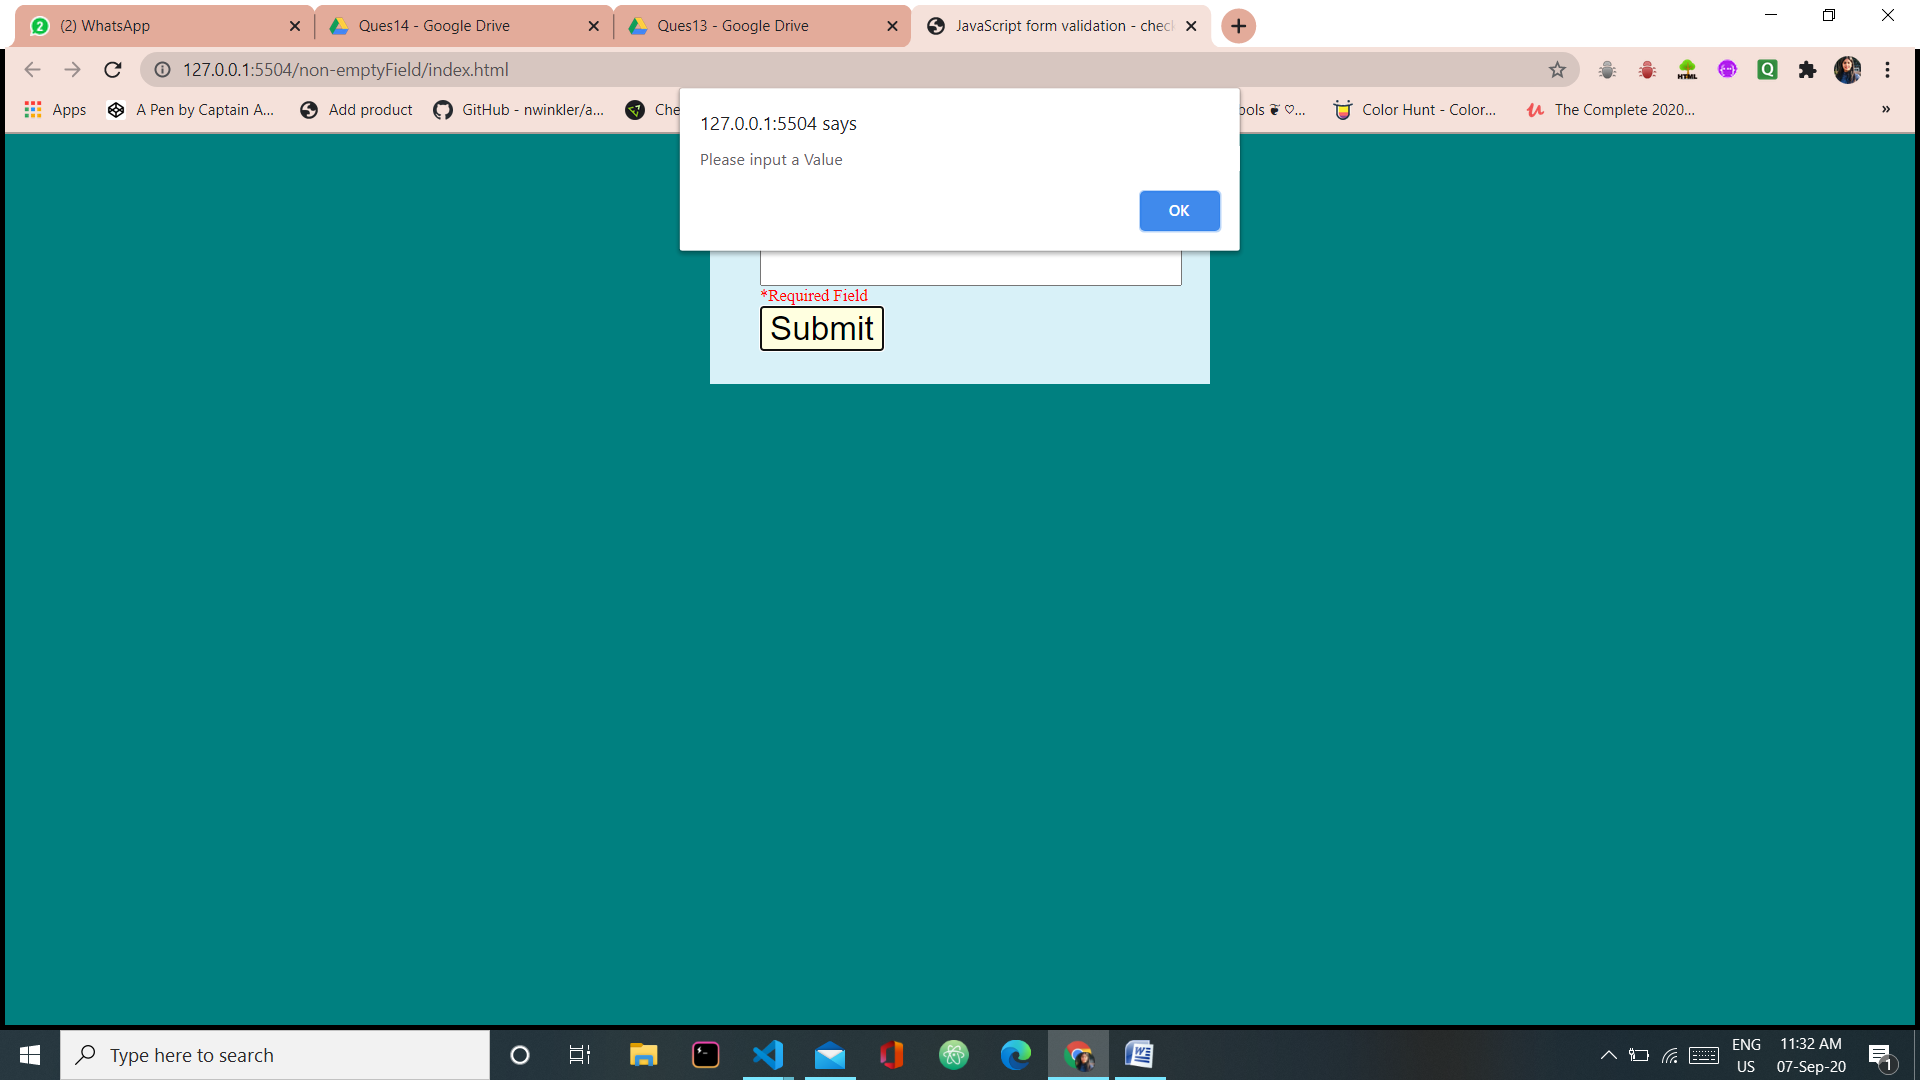 (2) WhatsApp
Ques14 - Google Drive
Ques13 - Google Drive
JavaScript form validation - chec
127.0.0.1:5504/non-emptyField/index.html
Apps
A Pen by Captain A...
Add product
GitHub - nwinkler/a...
Che
ools ❦ ♡...
Color Hunt - Color...
The Complete 2020...
»
127.0.0.1:5504 says
Please input a Value
OK
*Required Field
Submit
Type here to search
ENG
US
11:32 AM
07-Sep-20
1